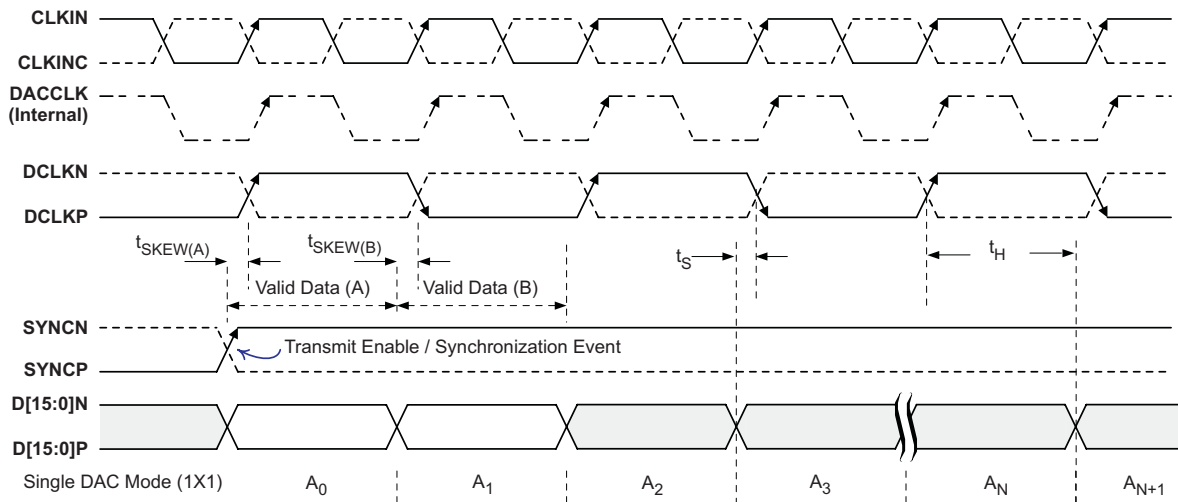 CLKIN
CLKINC
DACCLK
(Internal)
DCLKN
DCLKP
tSKEW(A) tSKEW(B) tS tH
Valid Data (A) Valid Data (B)
SYNCN
Transmit Enable / Synchronization Event
SYNCP
D[15:0]N
D[15:0]P
Single DAC Mode (1X1) A0 A1 A2 A3 AN AN+1